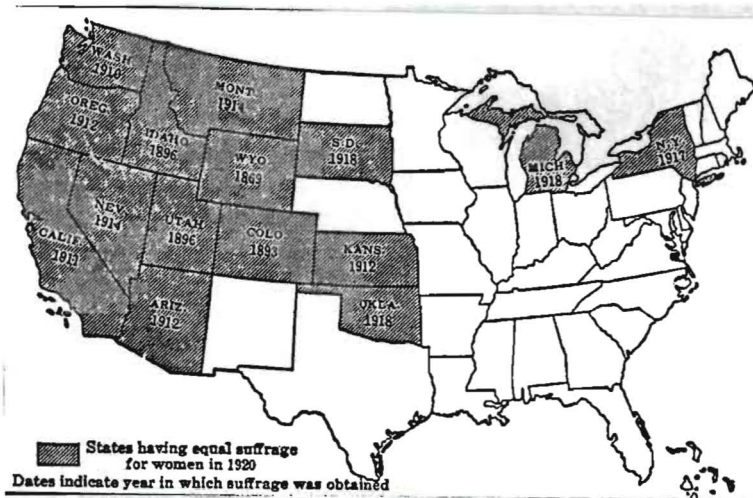 WASH.
1910
MONT.
191
OREG.
1912
IDAHO
1896
WYO.
1869
S.D.
1918
MICH.
1918
N.Y.
1917
NEV.
1914
UTAH
1896
COLO.
1893
KANS.
1912
CALIF.
1911
ARIZ.
1912
OKLA.
1918
States having equal suffrage
for women in 1920
Dates indicate year in which suffrage was obtained